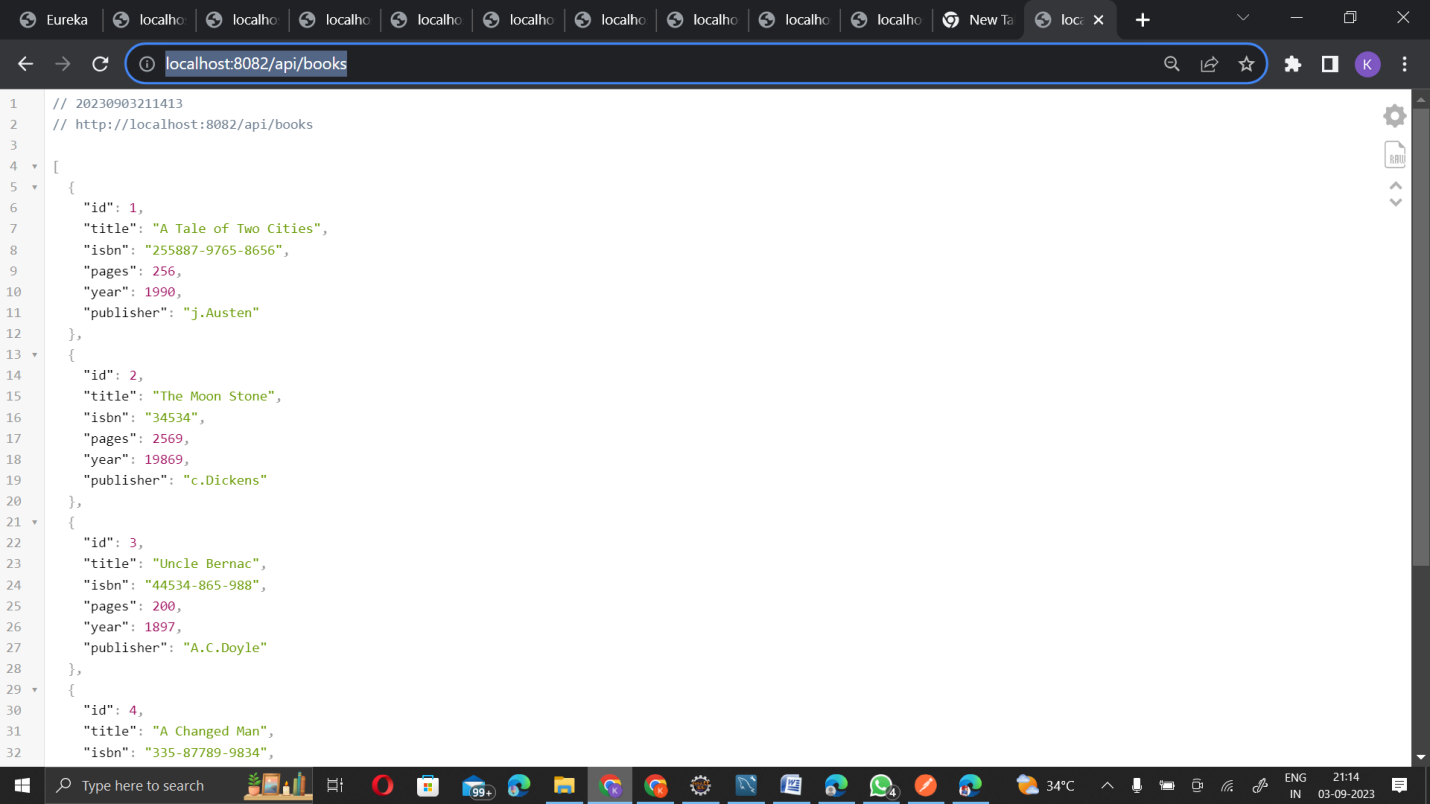 Eureka localho localho localho localho localho localho localho localho localho New Ta loca
localhost:8082/api/books K
1 // 20230903211413
2 // http://localhost:8082/api/books
3
4 [
5 {
6 "id": 1,
7 "title": "A Tale of Two Cities",
8 "isbn": "255887-9765-8656",
9 "pages": 256,
10 "year": 1990,
11 "publisher": "j.Austen"
12 },
13 {
14 "id": 2,
15 "title": "The Moon Stone",
16 "isbn": "34534",
17 "pages": 2569,
18 "year": 19869,
19 "publisher": "c.Dickens"
20 },
21 {
22 "id": 3,
23 "title": "Uncle Bernac",
24 "isbn": "44534-865-988",
25 "pages": 200,
26 "year": 1897,
27 "publisher": "A.C.Doyle"
28 },
29 {
30 "id": 4,
31 "title": "A Changed Man",
32 "isbn": "335-87789-9834",
RAW
Type here to search 99+ 4 34°C ENG 21:14
IN 03-09-2023